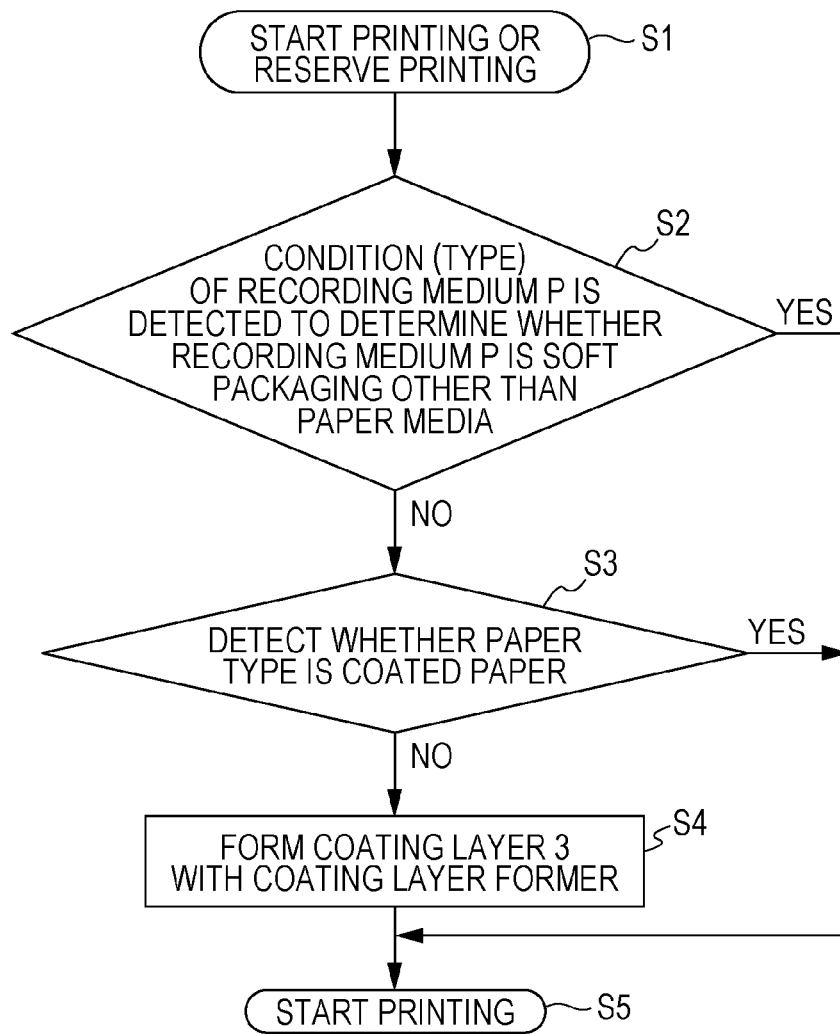 START PRINTING OR
RESERVE PRINTING
S1
S2
CONDITION (TYPE)
OF RECORDING MEDIUM P IS
DETECTED TO DETERMINE WHETHER
RECORDING MEDIUM P IS SOFT
PACKAGING OTHER THAN
PAPER MEDIA
YES
NO
S3
DETECT WHETHER PAPER
TYPE IS COATED PAPER
YES
NO
S4
FORM COATING LAYER 3
WITH COATING LAYER FORMER
START PRINTING
S5